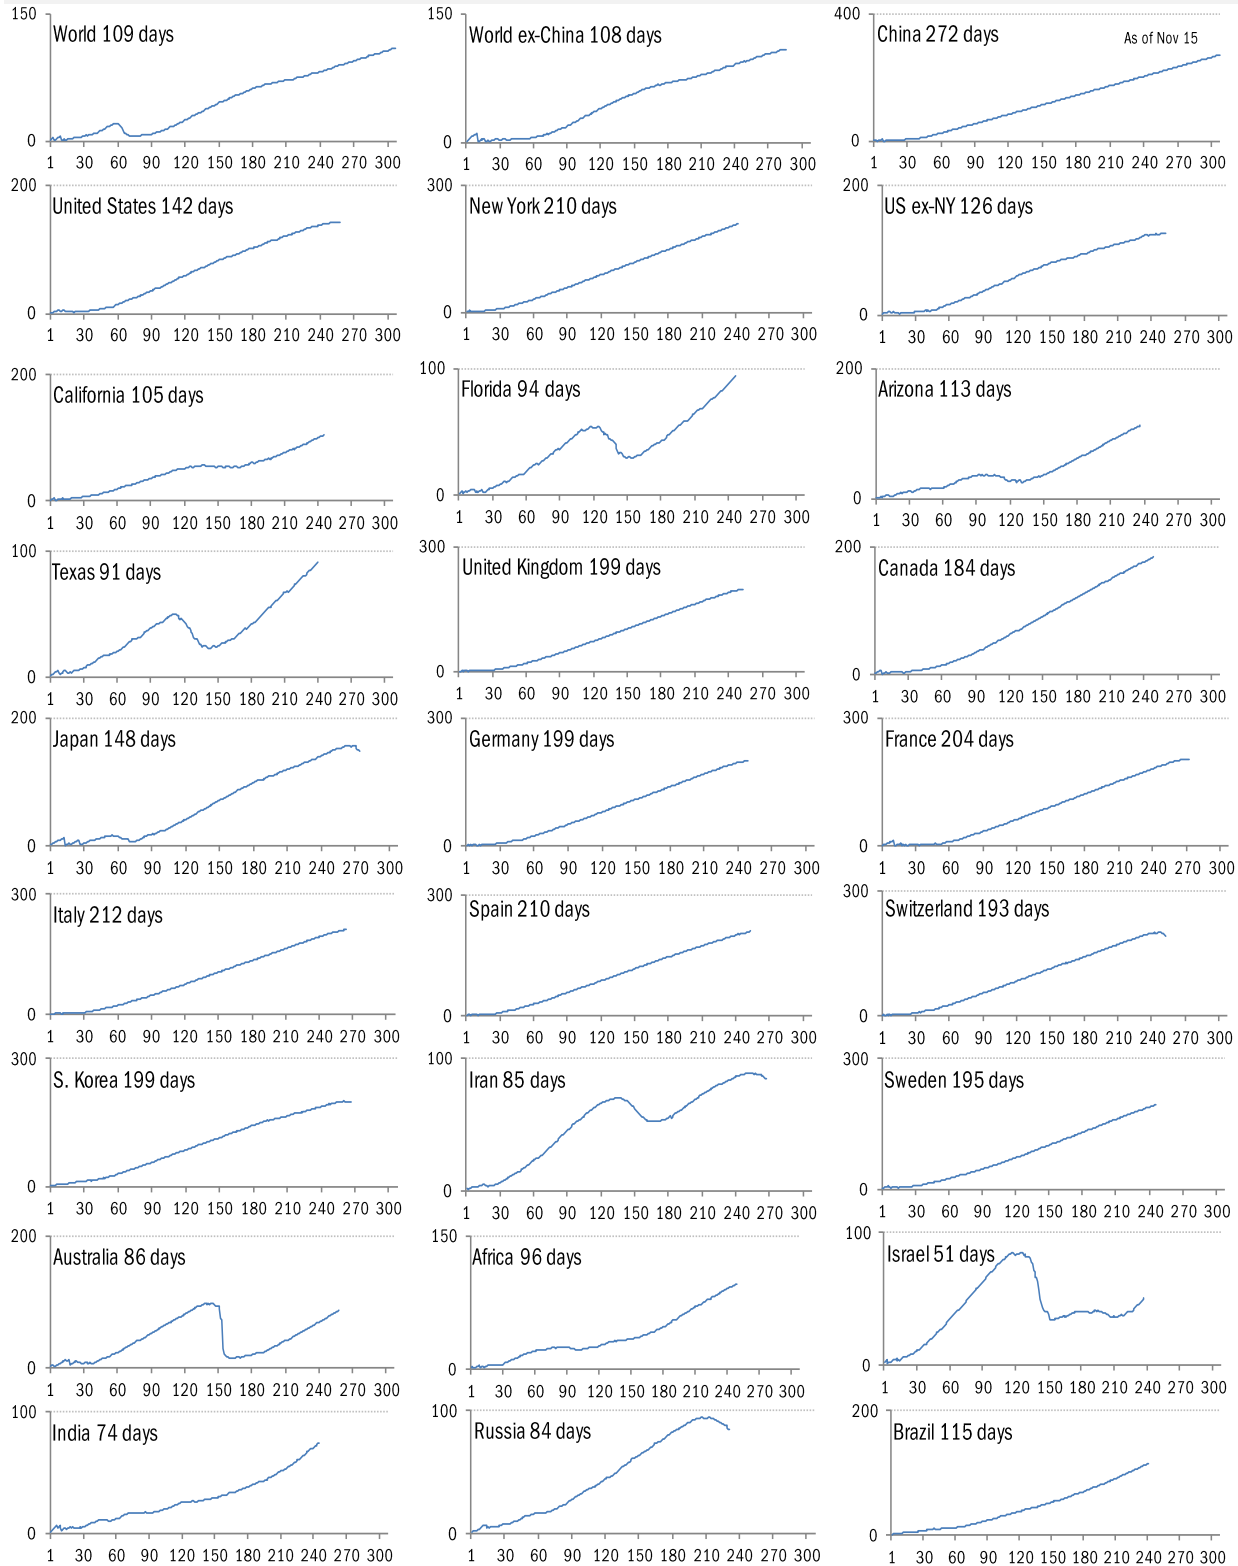 150
World 109 days
0
1 30 60 90 120 150 180 210 240 270 300
150
World ex-China 108 days
0
1 30 60 90 120 150 180 210 240 270 300
400
China 272 days
As of Nov 15
0
1 30 60 90 120 150 180 210 240 270 300
200
United States 142 days
0
1 30 60 90 120 150 180 210 240 270 300
300
New York 210 days
0
1 30 60 90 120 150 180 210 240 270 300
200
US ex-NY 126 days
0
1 30 60 90 120 150 180 210 240 270 300
200
California 105 days
0
1 30 60 90 120 150 180 210 240 270 300
100
Florida 94 days
0
1 30 60 90 120 150 180 210 240 270 300
200
Arizona 113 days
0
1 30 60 90 120 150 180 210 240 270 300
100
Texas 91 days
0
1 30 60 90 120 150 180 210 240 270 300
300
United Kingdom 199 days
0
1 30 60 90 120 150 180 210 240 270 300
200
Canada 184 days
0
1 30 60 90 120 150 180 210 240 270 300
200
Japan 148 days
0
1 30 60 90 120 150 180 210 240 270 300
300
Germany 199 days
0
1 30 60 90 120 150 180 210 240 270 300
300
France 204 days
0
1 30 60 90 120 150 180 210 240 270 300
300
Italy 212 days
0
1 30 60 90 120 150 180 210 240 270 300
300
Spain 210 days
0
1 30 60 90 120 150 180 210 240 270 300
300
Switzerland 193 days
0
1 30 60 90 120 150 180 210 240 270 300
300
S. Korea 199 days
0
1 30 60 90 120 150 180 210 240 270 300
100
Iran 85 days
0
1 30 60 90 120 150 180 210 240 270 300
300
Sweden 195 days
0
1 30 60 90 120 150 180 210 240 270 300
200
Australia 86 days
0
1 30 60 90 120 150 180 210 240 270 300
150
Africa 96 days
0
1 30 60 90 120 150 180 210 240 270 300
100
Israel 51 days
0
1 30 60 90 120 150 180 210 240 270 300
100
India 74 days
0
1 30 60 90 120 150 180 210 240 270 300
100
Russia 84 days
0
1 30 60 90 120 150 180 210 240 270 300
200
Brazil 115 days
0
1 30 60 90 120 150 180 210 240 270 300